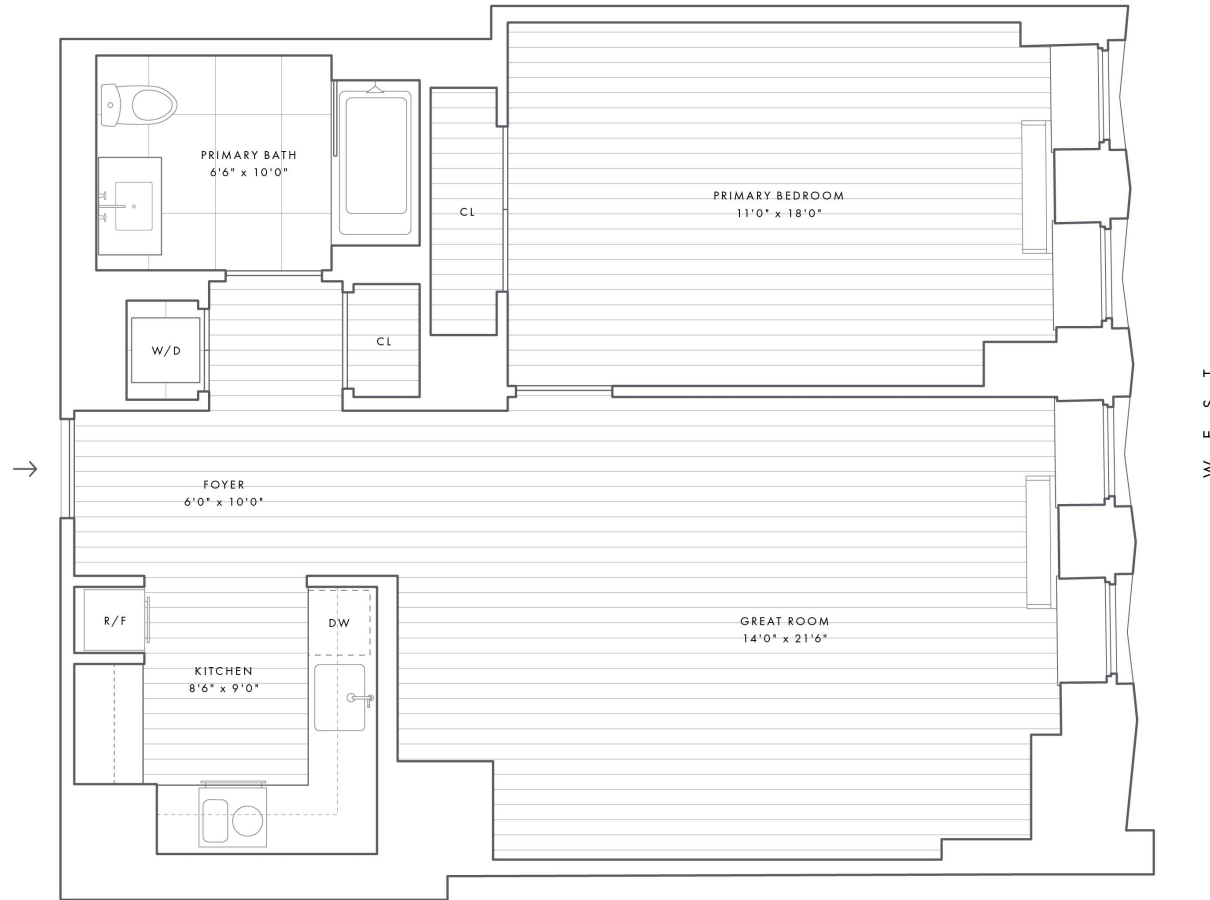 PRIMARY BATH
6'6" x 10'0"
CL
PRIMARY BEDROOM
11'0" x 18'0"
W/D
CL
WEST
FOYER
6'0" x 10'0"
R/F
DW
KITCHEN
8'6" x 9'0"
GREAT ROOM
14'0" x 21'6"